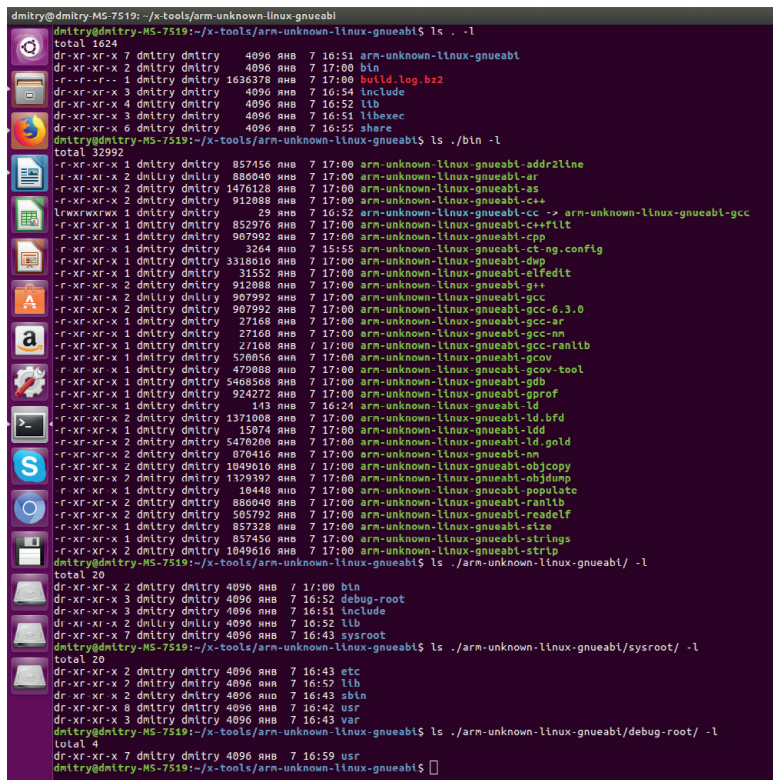 dmitry@dmitry-MS-7519: ~/x-tools/arm-unknown-linux-gnueabi
dmitry@dmitry-MS-7519:~/x-tools/arm-unknown-linux-gnueabi$ ls . -l
total 1624
dr-xr-xr-x 7 dmitry dmitry    4096 янв  7 16:51 arm-unknown-linux-gnueabi
dr-xr-xr-x 2 dmitry dmitry    4096 янв  7 17:00 bin
-r--r--r-- 1 dmitry dmitry 1636378 янв  7 17:00 build.log.bz2
dr-xr-xr-x 3 dmitry dmitry    4096 янв  7 16:54 include
dr-xr-xr-x 4 dmitry dmitry    4096 янв  7 16:52 lib
dr-xr-xr-x 3 dmitry dmitry    4096 янв  7 16:51 libexec
dr-xr-xr-x 6 dmitry dmitry    4096 янв  7 16:55 share
dmitry@dmitry-MS-7519:~/x-tools/arm-unknown-linux-gnueabi$ ls ./bin -l
total 32992
-r-xr-xr-x 1 dmitry dmitry  857456 янв  7 17:00 arm-unknown-linux-gnueabi-addr2line
-r-xr-xr-x 2 dmitry dmitry  886040 янв  7 17:00 arm-unknown-linux-gnueabi-ar
-r-xr-xr-x 2 dmitry dmitry 1476128 янв  7 17:00 arm-unknown-linux-gnueabi-as
-r-xr-xr-x 2 dmitry dmitry  912088 янв  7 17:00 arm-unknown-linux-gnueabi-c++
lrwxrwxrwx 1 dmitry dmitry      29 янв  7 16:52 arm-unknown-linux-gnueabi-cc -> arm-unknown-linux-gnueabi-gcc
-r-xr-xr-x 1 dmitry dmitry  852976 янв  7 17:00 arm-unknown-linux-gnueabi-c++filt
-r-xr-xr-x 1 dmitry dmitry  907992 янв  7 17:00 arm-unknown-linux-gnueabi-cpp
-r-xr-xr-x 1 dmitry dmitry    3264 янв  7 15:55 arm-unknown-linux-gnueabi-ct-ng.config
-r-xr-xr-x 1 dmitry dmitry 3318616 янв  7 17:00 arm-unknown-linux-gnueabi-dwp
-r-xr-xr-x 1 dmitry dmitry   31552 янв  7 17:00 arm-unknown-linux-gnueabi-elfedit
-r-xr-xr-x 2 dmitry dmitry  912088 янв  7 17:00 arm-unknown-linux-gnueabi-g++
-r-xr-xr-x 2 dmitry dmitry  907992 янв  7 17:00 arm-unknown-linux-gnueabi-gcc
-r-xr-xr-x 2 dmitry dmitry  907992 янв  7 17:00 arm-unknown-linux-gnueabi-gcc-6.3.0
-r-xr-xr-x 1 dmitry dmitry   27168 янв  7 17:00 arm-unknown-linux-gnueabi-gcc-ar
-r-xr-xr-x 1 dmitry dmitry   27168 янв  7 17:00 arm-unknown-linux-gnueabi-gcc-nm
-r-xr-xr-x 1 dmitry dmitry   27168 янв  7 17:00 arm-unknown-linux-gnueabi-gcc-ranlib
-r-xr-xr-x 1 dmitry dmitry  520056 янв  7 17:00 arm-unknown-linux-gnueabi-gcov
-r-xr-xr-x 1 dmitry dmitry  479088 янв  7 17:00 arm-unknown-linux-gnueabi-gcov-tool
-r-xr-xr-x 1 dmitry dmitry 5468568 янв  7 17:00 arm-unknown-linux-gnueabi-gdb
-r-xr-xr-x 1 dmitry dmitry  924272 янв  7 17:00 arm-unknown-linux-gnueabi-gprof
-r-xr-xr-x 1 dmitry dmitry     143 янв  7 16:24 arm-unknown-linux-gnueabi-ld
-r-xr-xr-x 2 dmitry dmitry 1371008 янв  7 17:00 arm-unknown-linux-gnueabi-ld.bfd
-r-xr-xr-x 1 dmitry dmitry   15074 янв  7 17:00 arm-unknown-linux-gnueabi-ldd
-r-xr-xr-x 2 dmitry dmitry 5470200 янв  7 17:00 arm-unknown-linux-gnueabi-ld.gold
-r-xr-xr-x 2 dmitry dmitry  870416 янв  7 17:00 arm-unknown-linux-gnueabi-nm
-r-xr-xr-x 2 dmitry dmitry 1049616 янв  7 17:00 arm-unknown-linux-gnueabi-objcopy
-r-xr-xr-x 2 dmitry dmitry 1329392 янв  7 17:00 arm-unknown-linux-gnueabi-objdump
-r-xr-xr-x 1 dmitry dmitry   10448 янв  7 17:00 arm-unknown-linux-gnueabi-populate
-r-xr-xr-x 2 dmitry dmitry  886040 янв  7 17:00 arm-unknown-linux-gnueabi-ranlib
-r-xr-xr-x 2 dmitry dmitry  505792 янв  7 17:00 arm-unknown-linux-gnueabi-readelf
-r-xr-xr-x 1 dmitry dmitry  857328 янв  7 17:00 arm-unknown-linux-gnueabi-size
-r-xr-xr-x 1 dmitry dmitry  857456 янв  7 17:00 arm-unknown-linux-gnueabi-strings
-r-xr-xr-x 2 dmitry dmitry 1049616 янв  7 17:00 arm-unknown-linux-gnueabi-strip
dmitry@dmitry-MS-7519:~/x-tools/arm-unknown-linux-gnueabi$ ls ./arm-unknown-linux-gnueabi/ -l
total 20
dr-xr-xr-x 2 dmitry dmitry 4096 янв  7 17:00 bin
dr-xr-xr-x 3 dmitry dmitry 4096 янв  7 16:52 debug-root
dr-xr-xr-x 3 dmitry dmitry 4096 янв  7 16:51 include
dr-xr-xr-x 2 dmitry dmitry 4096 янв  7 16:52 lib
dr-xr-xr-x 7 dmitry dmitry 4096 янв  7 16:43 sysroot
dmitry@dmitry-MS-7519:~/x-tools/arm-unknown-linux-gnueabi$ ls ./arm-unknown-linux-gnueabi/sysroot/ -l
total 20
dr-xr-xr-x 2 dmitry dmitry 4096 янв  7 16:43 etc
dr-xr-xr-x 2 dmitry dmitry 4096 янв  7 16:52 lib
dr-xr-xr-x 2 dmitry dmitry 4096 янв  7 16:43 sbin
dr-xr-xr-x 8 dmitry dmitry 4096 янв  7 16:42 usr
dr-xr-xr-x 3 dmitry dmitry 4096 янв  7 16:43 var
dmitry@dmitry-MS-7519:~/x-tools/arm-unknown-linux-gnueabi$ ls ./arm-unknown-linux-gnueabi/debug-root/ -l
total 4
dr-xr-xr-x 7 dmitry dmitry 4096 янв  7 16:59 usr
dmitry@dmitry-MS-7519:~/x-tools/arm-unknown-linux-gnueabi$